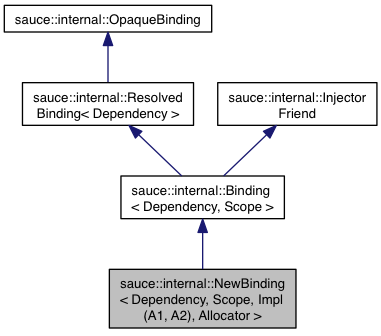 sauce::internal::OpaqueBinding
sauce::internal::Resolved
Binding< Dependency >
sauce::internal::Injector
Friend
sauce::internal::Binding
< Dependency, Scope >
sauce::internal::NewBinding
< Dependency, Scope, Impl
(A1, A2), Allocator >